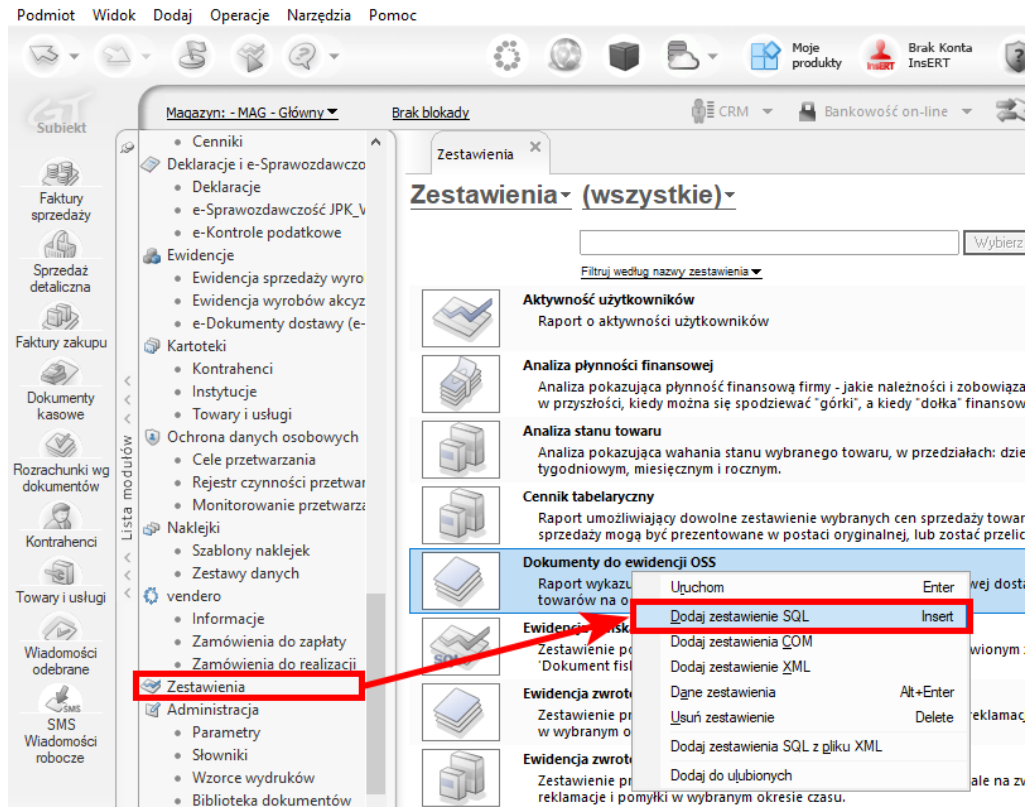 Podmiot Widok Dodaj Operacje Narzędzia Pomoc
Moje produkty
Brak Konta InsERT
InsERT
GT
Subiekt
Magazyn: - MAG - Główny
Brak blokady
CRM
Bankowość on-line
Faktury
sprzedaży
Sprzedaż
detaliczna
Faktury zakupu
Dokumenty
kasowe
Rozrachunki wg
dokumentów
Kontrahenci
Towary i usługi
Wiadomości
odebrane
SMS
SMS
Wiadomości
robocze
Lista modułów
Cenniki
Deklaracje i e-Sprawozdawczo
Deklaracje
e-Sprawozdawczość JPK_V
e-Kontrole podatkowe
Ewidencje
Ewidencja sprzedaży wyro
Ewidencja wyrobów akcyz
e-Dokumenty dostawy (e-
Kartoteki
Kontrahenci
Instytucje
Towary i usługi
Ochrona danych osobowych
Cele przetwarzania
Rejestr czynności przetwar
Monitorowanie przetwarza
Naklejki
Szablony naklejek
Zestawy danych
vendero
Informacje
Zamówienia do zapłaty
Zamówienia do realizacji
Zestawienia
Administracja
Parametry
Słowniki
Wzorce wydruków
Biblioteka dokumentów
Zestawienia
Zestawienia (wszystkie)
Wybierz
Filtruj według nazwy zestawienia
Aktywność użytkowników
Raport o aktywności użytkowników
Analiza płynności finansowej
Analiza pokazująca płynność finansową firmy - jakie należności i zobowiąza
w przyszłości, kiedy można się spodziewać "górki", a kiedy "dołka" finansow
Analiza stanu towaru
Analiza pokazująca wahania stanu wybranego towaru, w przedziałach: dzie
tygodniowym, miesięcznym i rocznym.
Cennik tabelaryczny
Raport umożliwiający dowolne zestawienie wybranych cen sprzedaży towar
sprzedaży mogą być prezentowane w postaci oryginalnej, lub zostać przelic
Dokumenty do ewidencji OSS
Raport wykazu wej dosta
towarów na o
Ewidencja fiska
Zestawienie po wionym
'Dokument fisk
SQL
Ewidencja zwrot
Zestawienie pr reklamac
w wybranym o
Ewidencja zwrot
Zestawienie pr ale na zw
reklamacje i pomyłki w wybranym okresie czasu.
Uruchom Enter
Dodaj zestawienie SQL Insert
Dodaj zestawienia COM
Dodaj zestawienie XML
Dane zestawienia Alt+Enter
Usuń zestawienie Delete
Dodaj zestawienia SQL z pliku XML
Dodaj do ulubionych